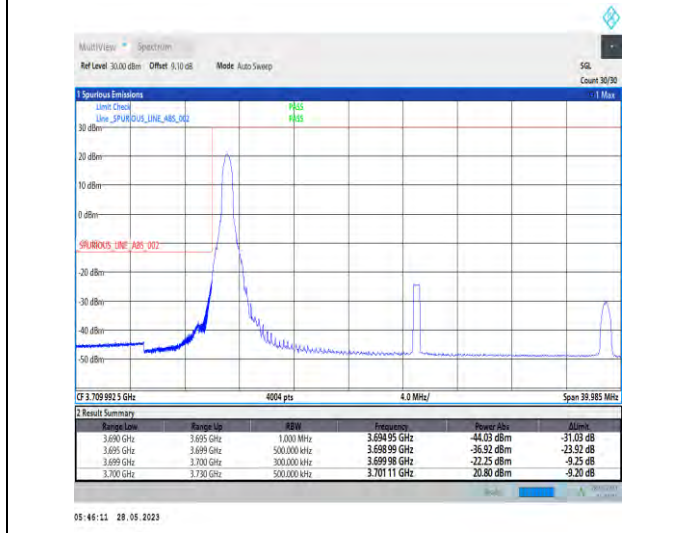 MultiView Spectrum
Ref Level 30.00 dBm Offset 9.10 dB Mode Auto Sweep SGL
Count 30/30
1 Spurious Emissions 1 Max
Limit Check PASS
Line _SPURIOUS_LINE_ABS_002 PASS
30 dBm
20 dBm
10 dBm
0 dBm
_SPURIOUS_LINE_ABS_002
-20 dBm
-30 dBm
-40 dBm
-50 dBm
CF 3.709 992 5 GHz 4004 pts 4.0 MHz/ Span 39.985 MHz
2 Result Summary
Range Low Range Up RBW Frequency Power Abs ΔLimit
3.690 GHz 3.695 GHz 1.000 MHz 3.694 95 GHz -44.03 dBm -31.03 dB
3.695 GHz 3.699 GHz 500.000 kHz 3.698 99 GHz -36.92 dBm -23.92 dB
3.699 GHz 3.700 GHz 300.000 kHz 3.699 98 GHz -22.25 dBm -9.25 dB
3.700 GHz 3.730 GHz 500.000 kHz 3.701 11 GHz 20.80 dBm -9.20 dB
05:46:11 28.05.2023